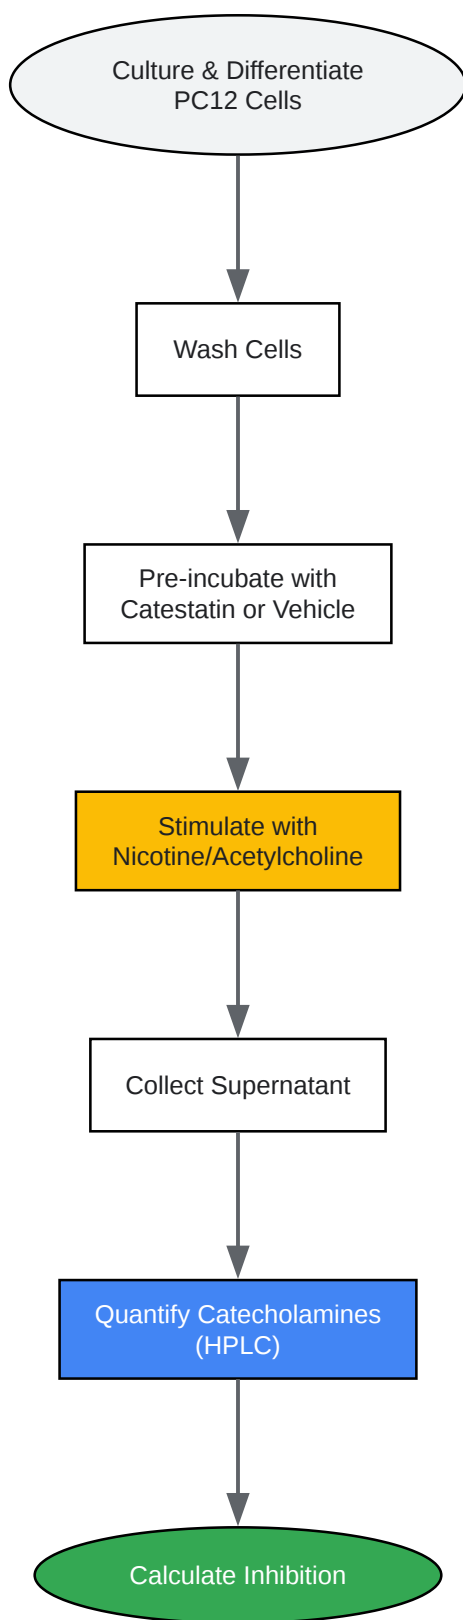 Culture & Differentiate
PC12 Cells
Wash Cells
Pre-incubate with
Catestatin or Vehicle
Stimulate with
Nicotine/Acetylcholine
Collect Supernatant
Quantify Catecholamines
(HPLC)
Calculate Inhibition